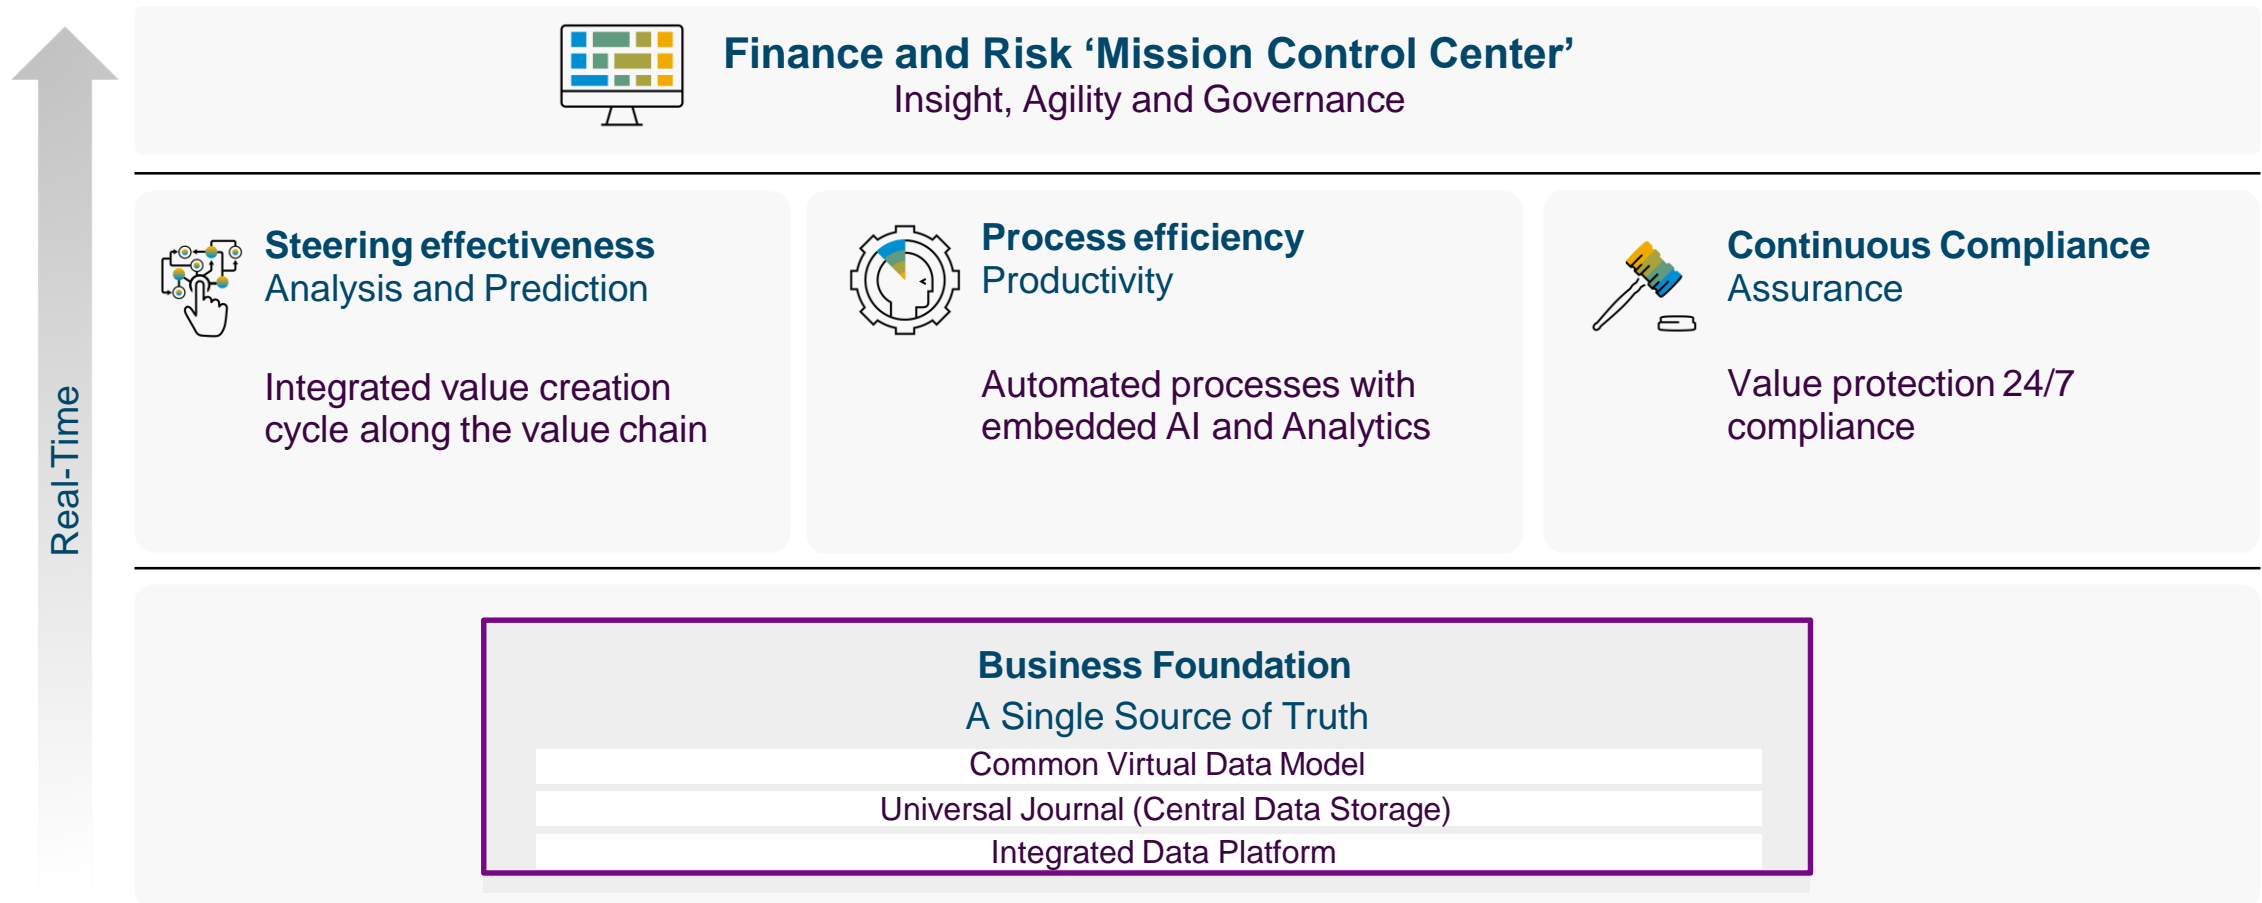 Finance and Risk ‘Mission Control Center’
Insight, Agility and Governance
Real-Time
Steering effectiveness
Analysis and Prediction
Integrated value creation
cycle along the value chain
Process efficiency
Productivity
Automated processes with
embedded AI and Analytics
Continuous Compliance
Assurance
Value protection 24/7
compliance
Business Foundation
A Single Source of Truth
Common Virtual Data Model
Universal Journal (Central Data Storage)
Integrated Data Platform